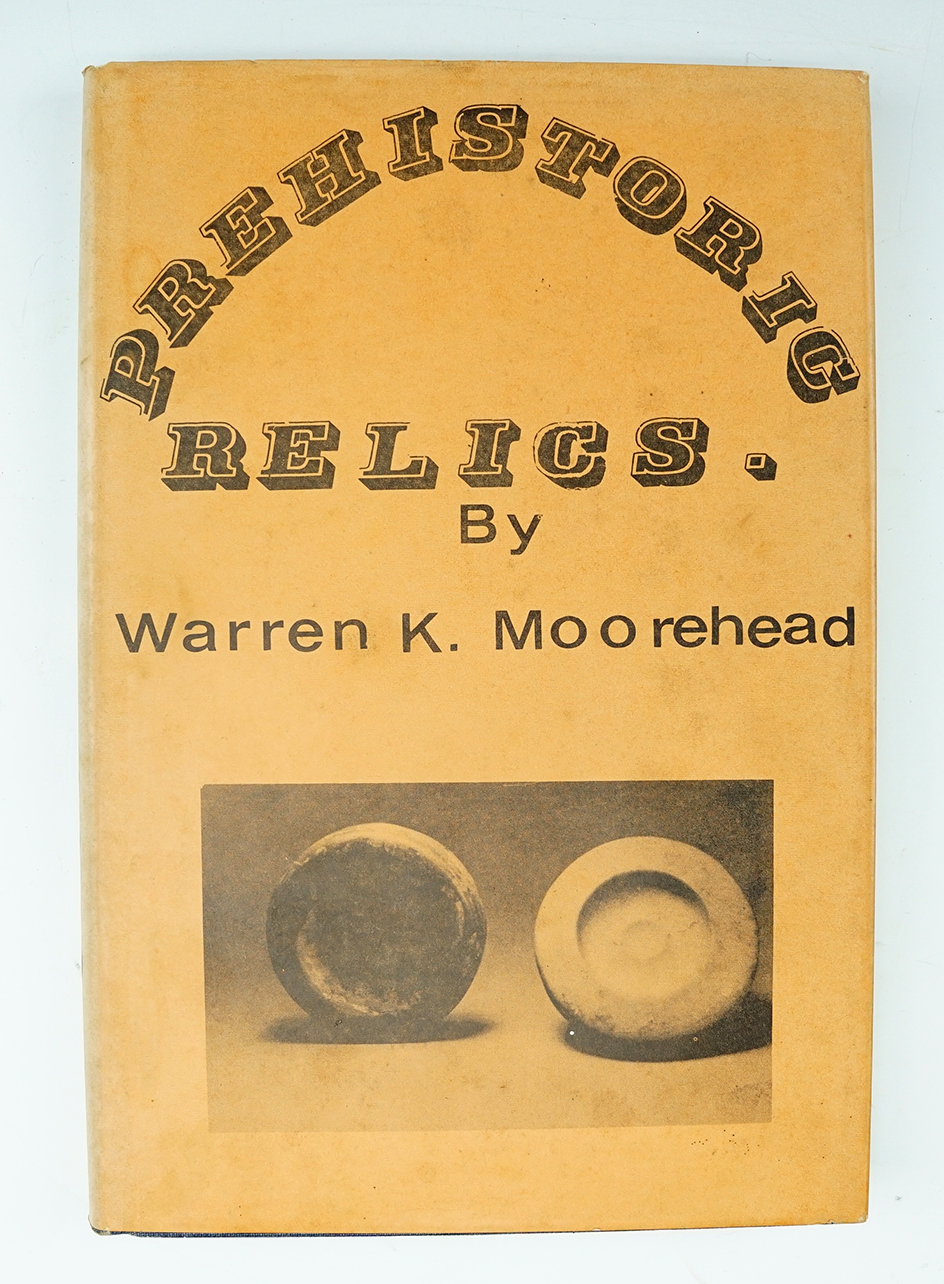 PREHISTORIC
RELICS.
By
Warren K. Moorehead